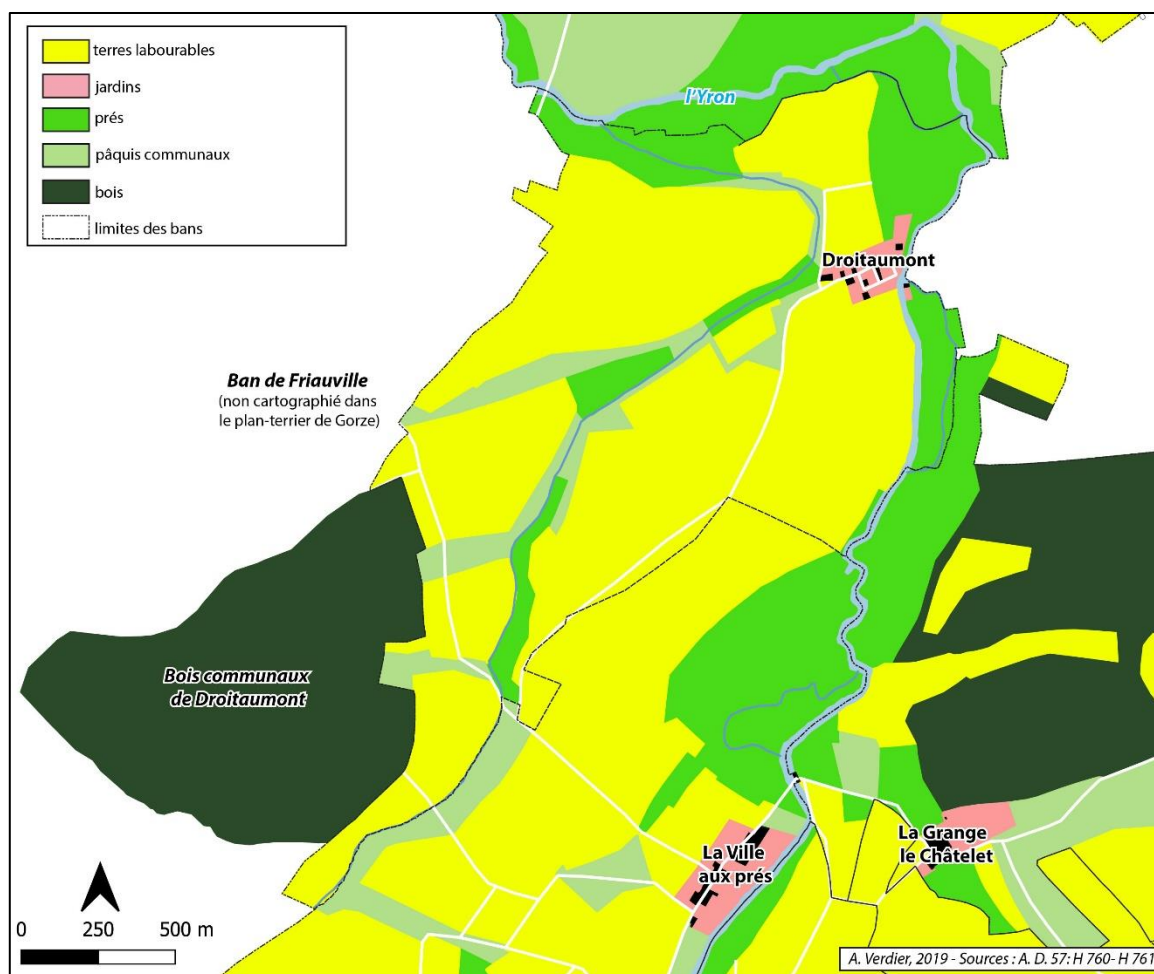 terres labourables
jardins
prés
pâquis communaux
bois
limites des bans
l'Yron
Droitaumont
Ban de Friauville
(non cartographié dans
le plan-terrier de Gorze)
Bois communaux
de Droitaumont
La Ville
aux prés
La Grange
le Châtelet
0 250 500 m
A. Verdier, 2019 - Sources : A. D. 57: H 760- H 761